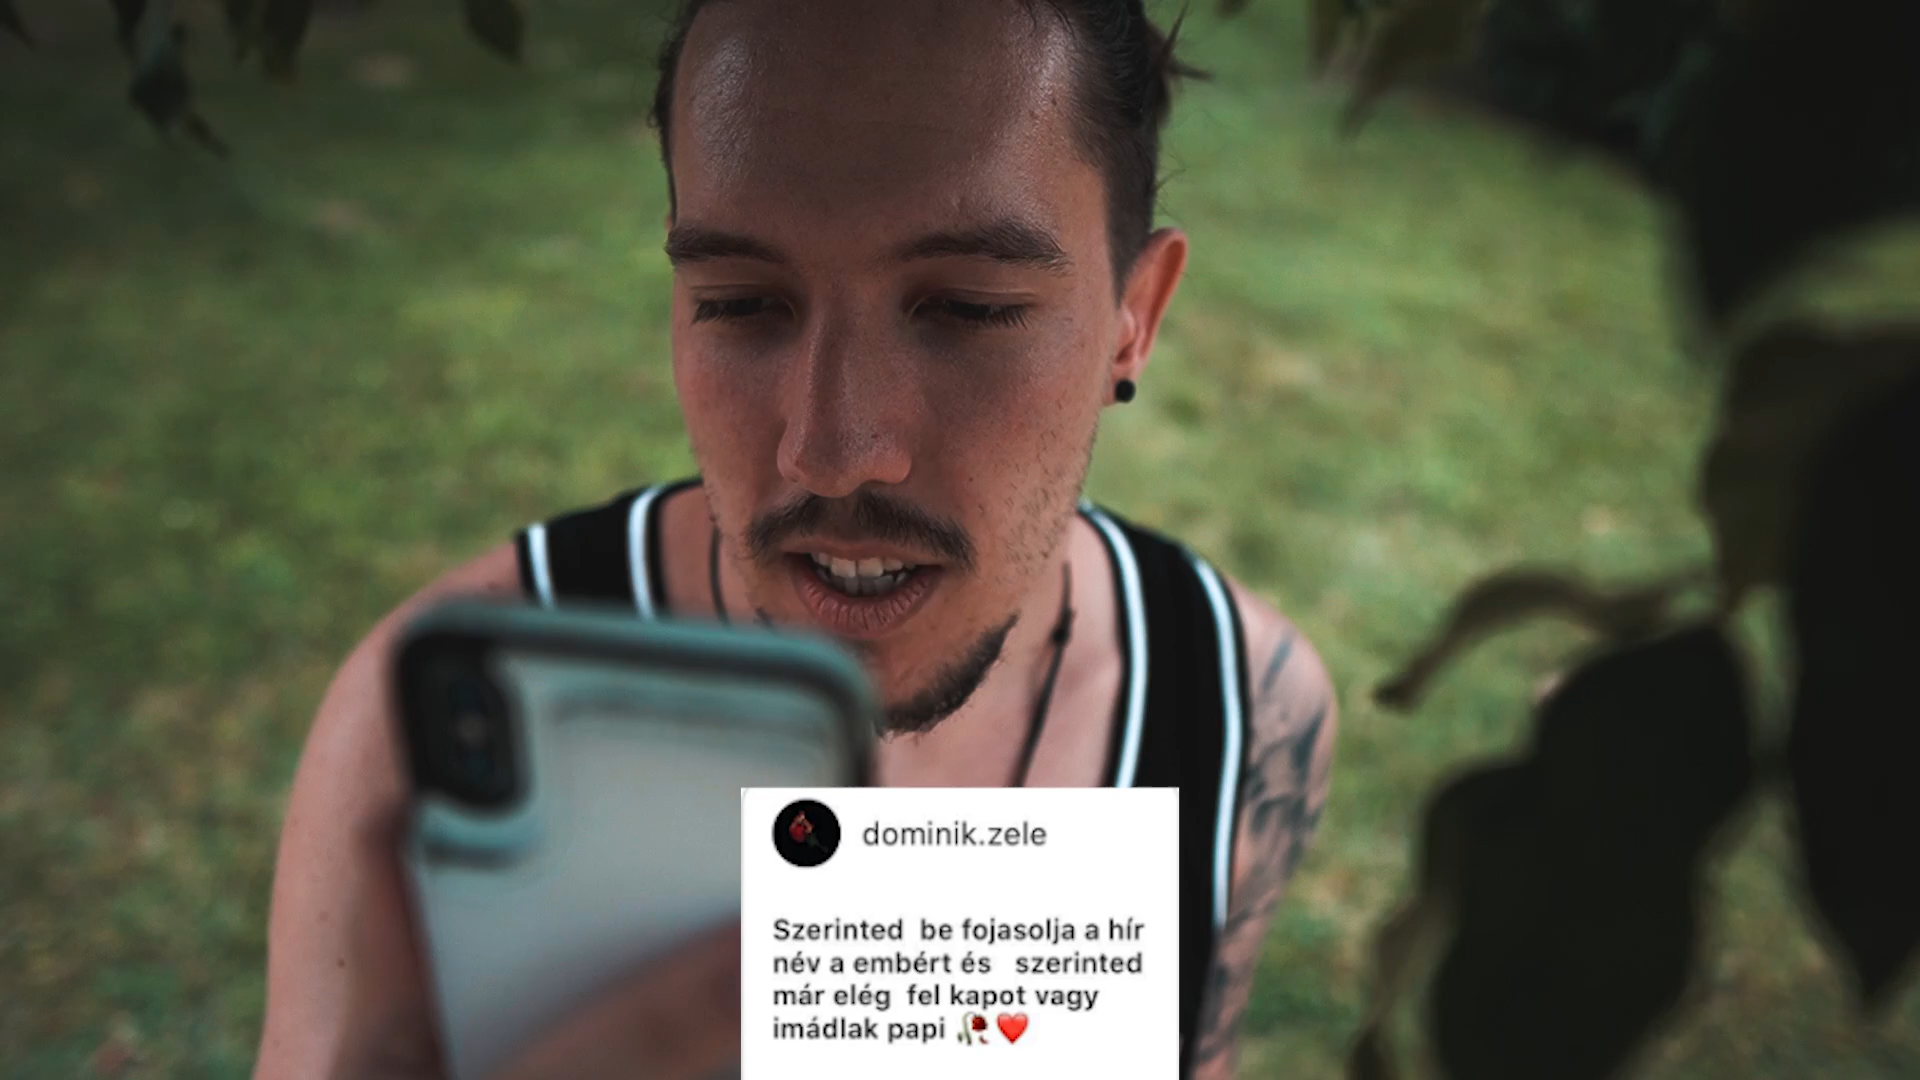 dominik.zele
Szerinted be fojasolja a hír
név a embért és szerinted
már elég fel kapot vagy
imádlak papi 🥀❤️